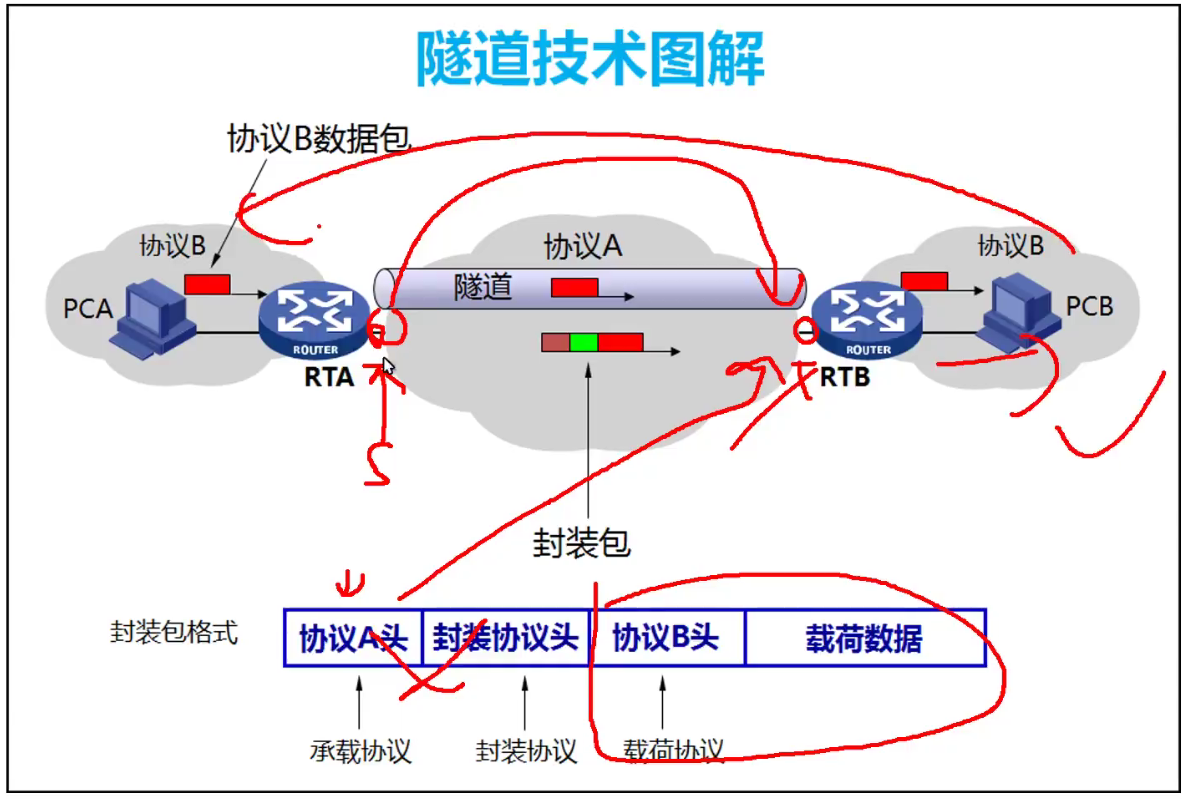 隧道技术图解
协议B数据包
协议B
协议A
协议B
隧道
PCA
PCB
ROUTER
ROUTER
RTA
RTB
封装包
封装包格式
协议A头 封装协议头 协议B头 载荷数据
承载协议 封装协议 载荷协议